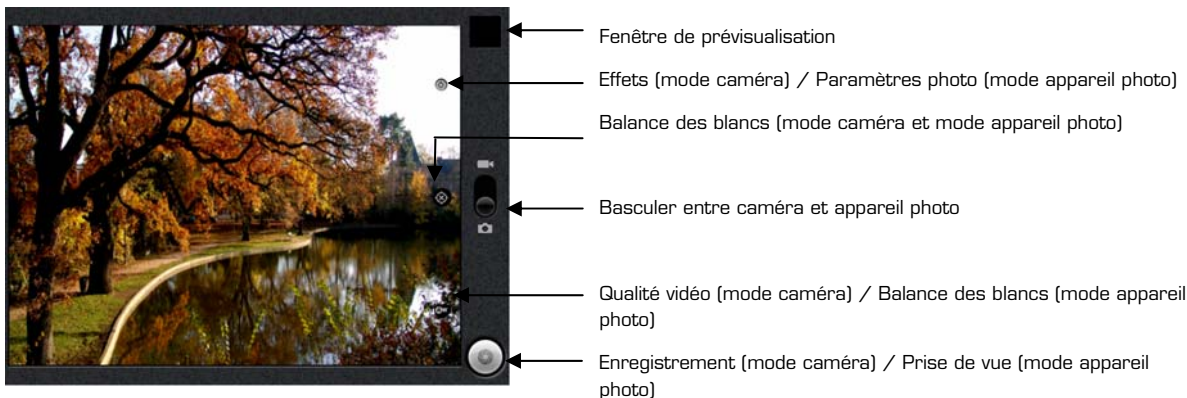 Fenêtre de prévisualisation
Effets (mode caméra) / Paramètres photo (mode appareil photo)
Balance des blancs (mode caméra et mode appareil photo)
Basculer entre caméra et appareil photo
Qualité vidéo (mode caméra) / Balance des blancs (mode appareil
photo)
Enregistrement (mode caméra) / Prise de vue (mode appareil
photo)